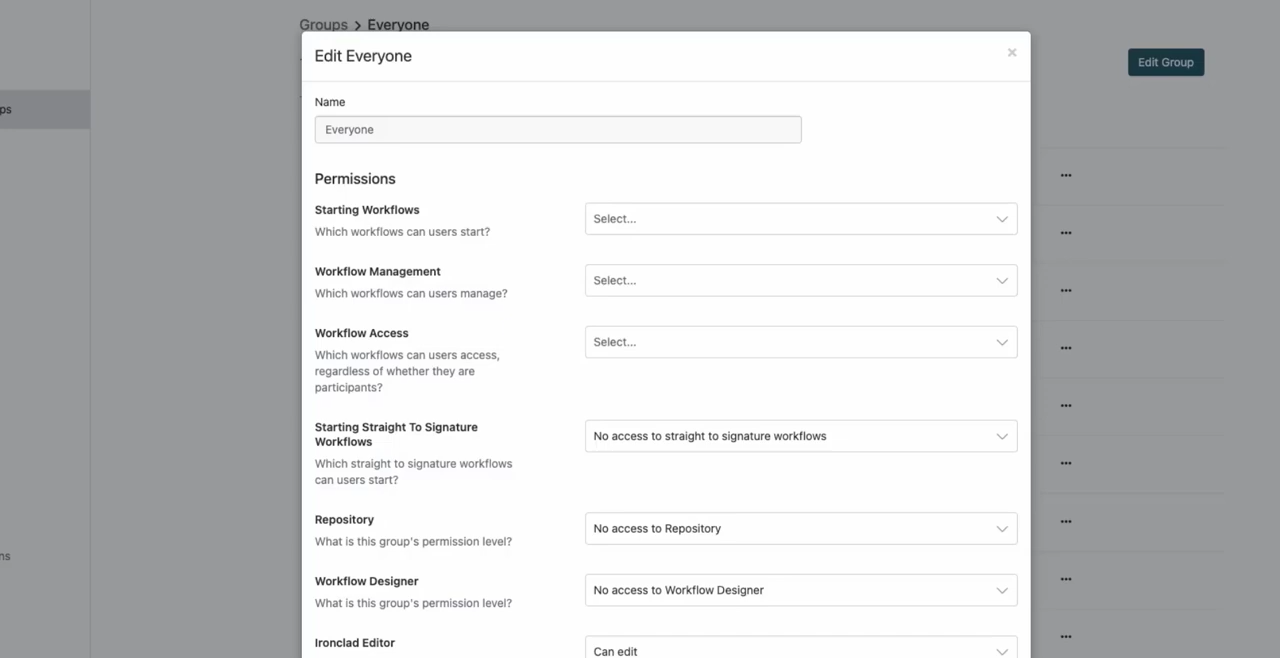 Groups > Everyone
Edit Everyone
×
Edit Group
ps
Name
Everyone
Permissions
Starting Workflows
Which workflows can users start?
Select...
Workflow Management
Which workflows can users manage?
Select...
Workflow Access
Which workflows can users access,
regardless of whether they are
participants?
Select...
Starting Straight To Signature
Workflows
Which straight to signature workflows
can users start?
No access to straight to signature workflows
Repository
What is this group's permission level?
No access to Repository
ns
Workflow Designer
What is this group's permission level?
No access to Workflow Designer
Ironclad Editor
Can edit